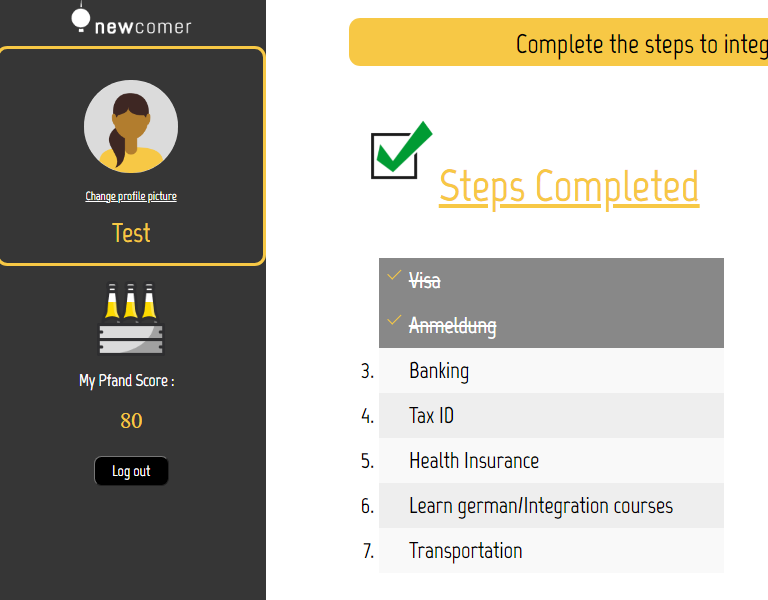 newcomer
Change profile picture
Test
My Pfand Score :
80
Log out
Complete the steps to
Steps Completed
Visa
Anmeldung
3. Banking
4. Tax ID
5. Health Insurance
6. Learn german/Integration courses
7. Transportation